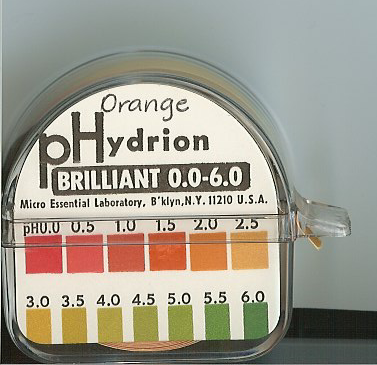 Orange
pHydrion
BRILLIANT 0.0-6.0
Micro Essential Laboratory, B'klyn, N.Y. 11210 U.S.A.
pH0.0 0.5 1.0 1.5 2.0 2.5
3.0 3.5 4.0 4.5 5.0 5.5 6.0